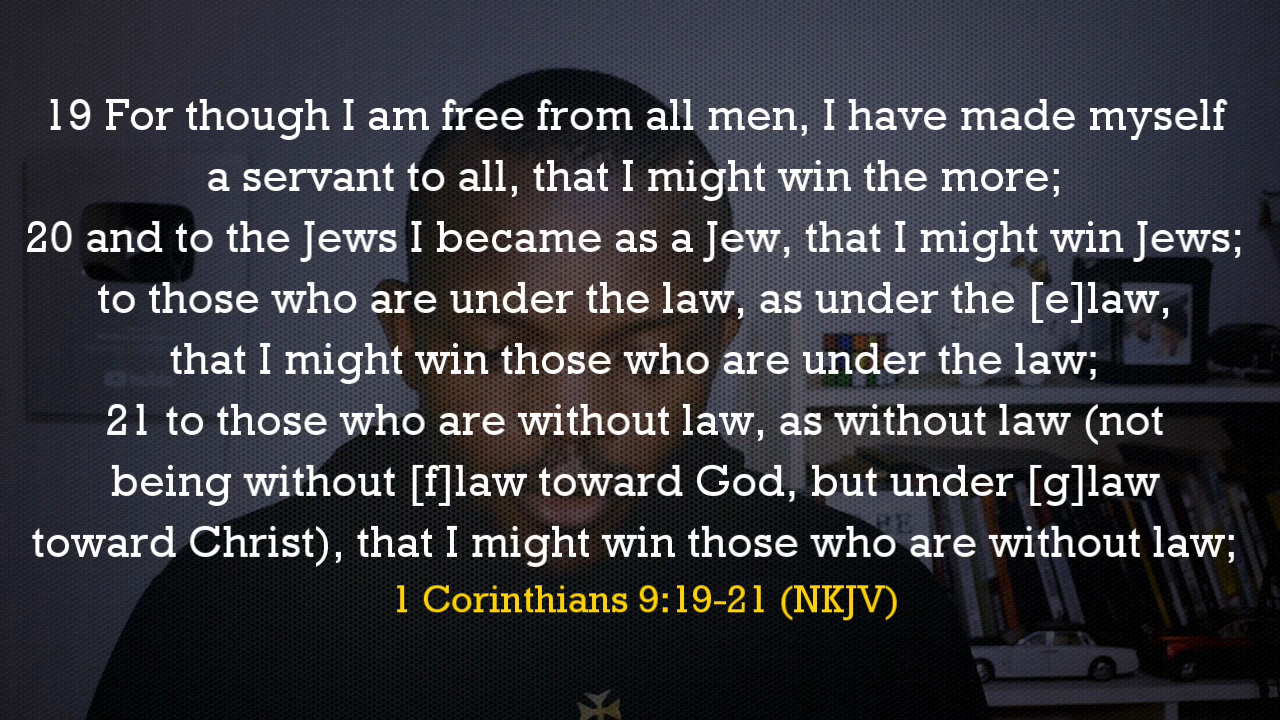 19 For though I am free from all men, I have made myself
a servant to all, that I might win the more;
20 and to the Jews I became as a Jew, that I might win Jews;
to those who are under the law, as under the [e]law,
that I might win those who are under the law;
21 to those who are without law, as without law (not
being without [f]law toward God, but under [g]law
toward Christ), that I might win those who are without law;
1 Corinthians 9:19-21 (NKJV)